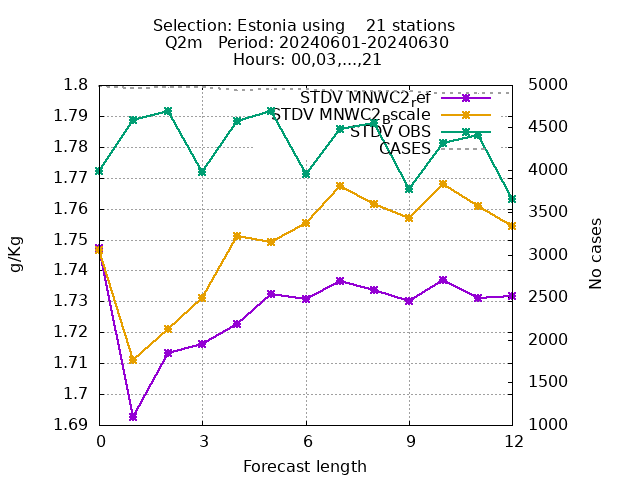 Selection: Estonia using    21 stations
Q2m   Period: 20240601-20240630
Hours: 00,03,...,21
1.8
1.79
1.78
1.77
1.76
1.75
1.74
1.73
1.72
1.71
1.7
1.69
g/Kg
STDV MNWC2_ref
STDV MNWC2_Bscale
STDV OBS
CASES
5000
4500
4000
3500
3000
2500
2000
1500
1000
No cases
0 3 6 9 12
Forecast length